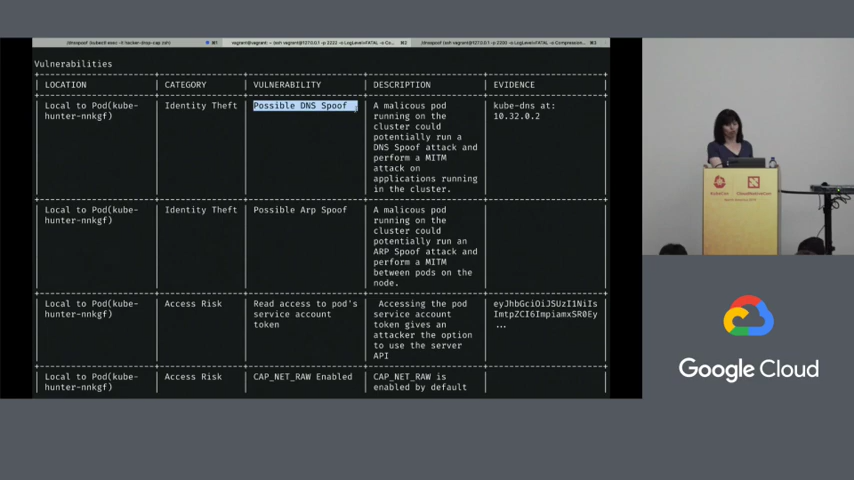 Vulnerabilities
LOCATION CATEGORY VULNERABILITY DESCRIPTION EVIDENCE
Local to Pod(kube-
hunter-nnkgf)
Identity Theft
Possible DNS Spoof
A malicous pod
running on the
cluster could
potentially run a
DNS Spoof attack and
perform a MITM
attack on
applications running
in the cluster.
kube-dns at:
10.32.0.2
Local to Pod(kube-
hunter-nnkgf)
Identity Theft
Possible Arp Spoof
A malicous pod
running on the
cluster could
potentially run an
ARP Spoof attack and
perform a MITM
between pods on the
node.
Local to Pod(kube-
hunter-nnkgf)
Access Risk
Read access to pod's
service account
token
Accessing the pod
service account
token gives an
attacker the option
to use the server
API
eyJhbGciOiJSUzI1NiIs
ImtpZCI6ImpiamxSR0Ey
...
Local to Pod(kube-
hunter-nnkgf)
Access Risk
CAP_NET_RAW Enabled
CAP_NET_RAW is
enabled by default
KubeCon
CloudNativeCon
Google Cloud